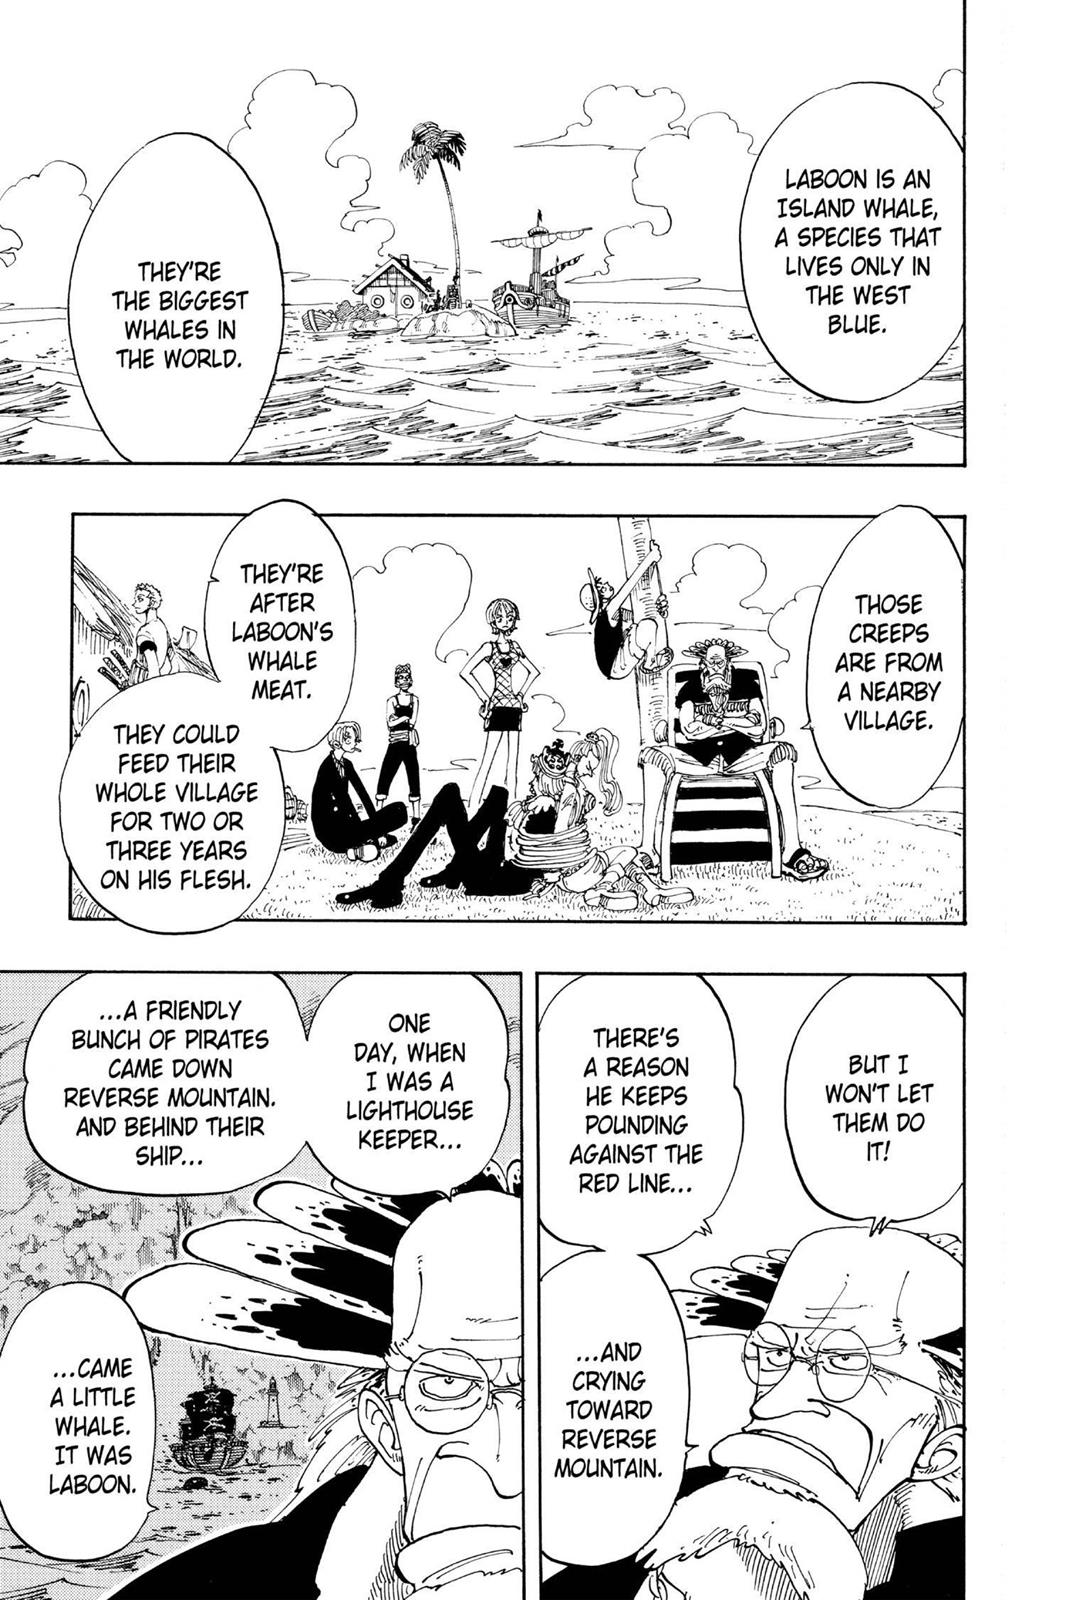 LABOON IS AN
ISLAND WHALE,
A SPECIES THAT
LIVES ONLY IN
THE WEST
BLUE.
THEY'RE
THE BIGGEST
WHALES IN
THE WORLD.
THOSE
CREEPS
ARE FROM
A NEARBY
VILLAGE.
THEY'RE
AFTER
LABOON'S
WHALE
MEAT.
THEY COULD
FEED THEIR
WHOLE VILLAGE
FOR TWO OR
THREE YEARS
ON HIS FLESH.
BUT I
WON'T LET
THEM DO
IT!
THERE'S
A REASON
HE KEEPS
POUNDING
AGAINST THE
RED LINE...
...AND
CRYING
TOWARD
REVERSE
MOUNTAIN.
ONE
DAY, WHEN
I WAS A
LIGHTHOUSE
KEEPER...
...A FRIENDLY
BUNCH OF PIRATES
CAME DOWN
REVERSE MOUNTAIN.
AND BEHIND THEIR
SHIP...
...CAME
A LITTLE
WHALE.
IT WAS
LABOON.